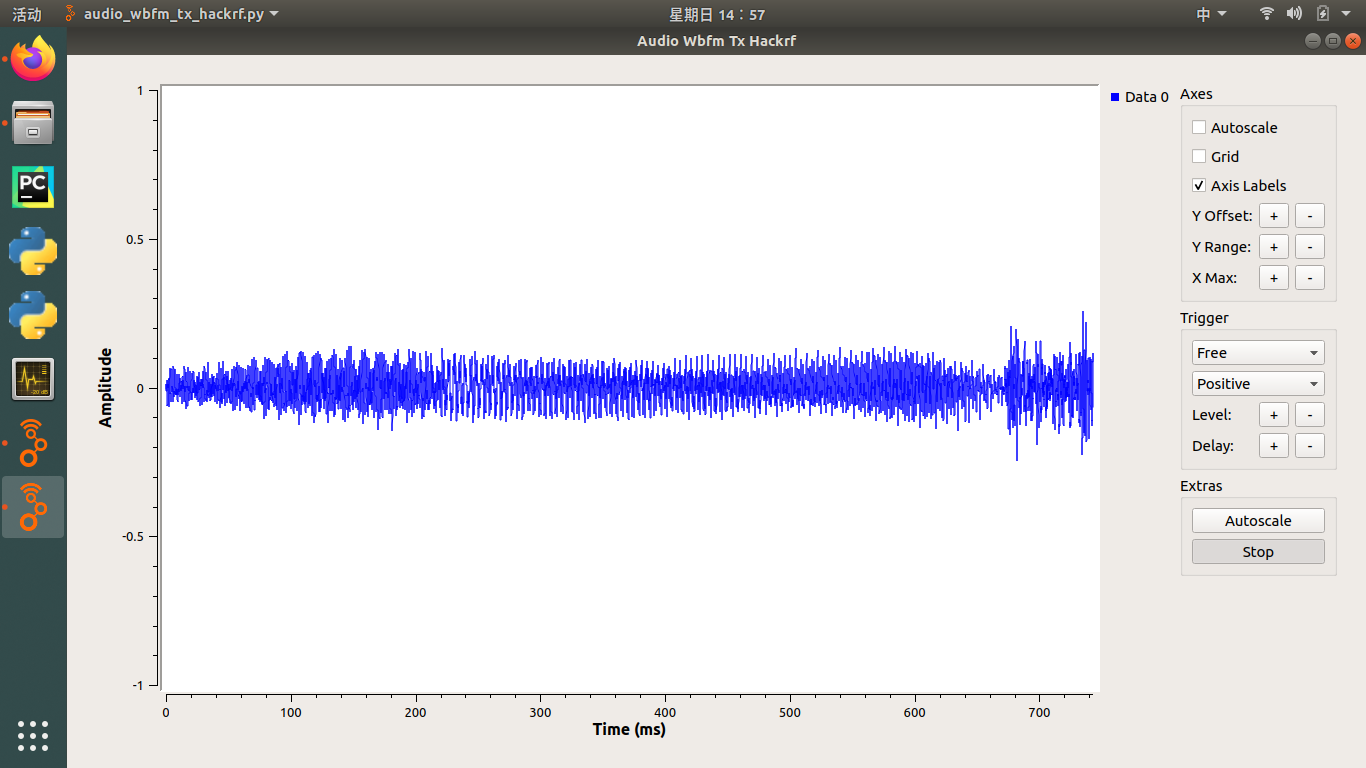 活动
audio_wbfm_tx_hackrf.py
星期日 14：57
中
Audio Wbfm Tx Hackrf
PC
1
0.5
0
-0.5
-1
Amplitude
0
100
200
300
400
500
600
700
Time (ms)
Data 0
Axes
Autoscale
Grid
Axis Labels
Y Offset: + -
Y Range: + -
X Max: + -
Trigger
Free
Positive
Level: + -
Delay: + -
Extras
Autoscale
Stop